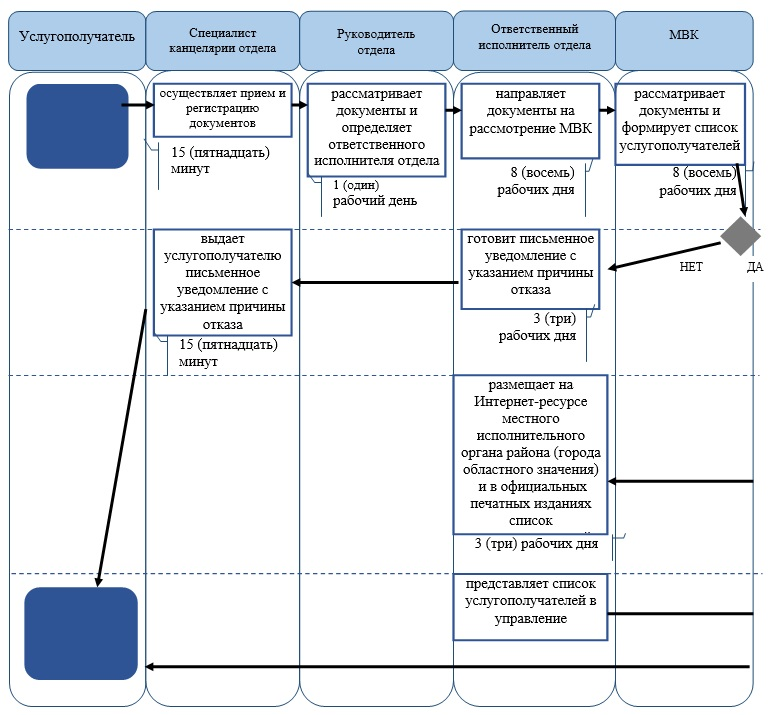 Услугополучатель
Специалист
канцелярии отдела
Руководитель
отдела
Ответственный
исполнитель отдела
МВК
осуществляет прием и
регистрацию
документов
15 (пятнадцать)
минут
рассматривает
документы и
определяет
ответственного
исполнителя отдела
1 (один)
рабочий день
направляет
документы на
рассмотрение МВК
8 (восемь)
рабочих дня
рассматривает
документы и
формирует список
услугополучателей
8 (восемь)
рабочих дня
НЕТ
ДА
готовит письменное
уведомление с
указанием причины
отказа
3 (три)
рабочих дня
выдает
услугополучателю
письменное
уведомление с
указанием причины
отказа
15 (пятнадцать)
минут
размещает на
Интернет-ресурсе
местного
исполнительного
органа района (города
областного значения)
и в официальных
печатных изданиях
список
3 (три) рабочих дня
представляет список
услугополучателей в
управление